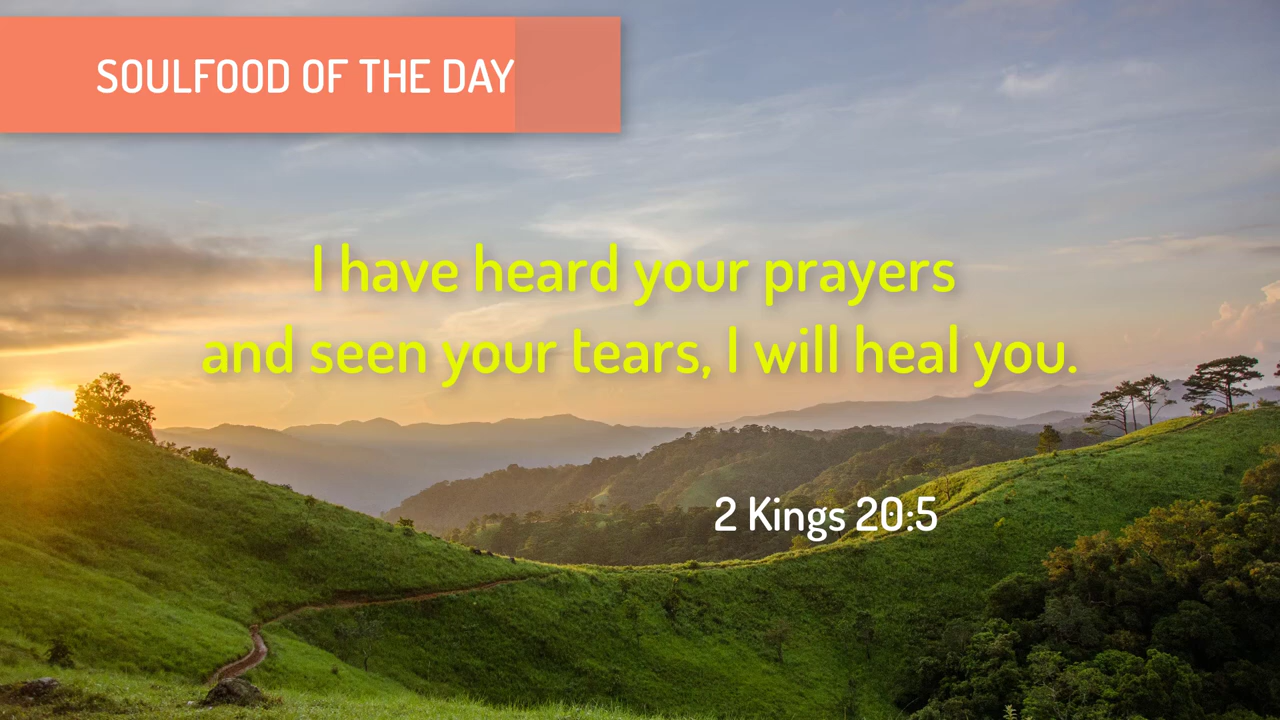 SOULFOOD OF THE DAY
I have heard your prayers
and seen your tears, I will heal you.
2 Kings 20:5